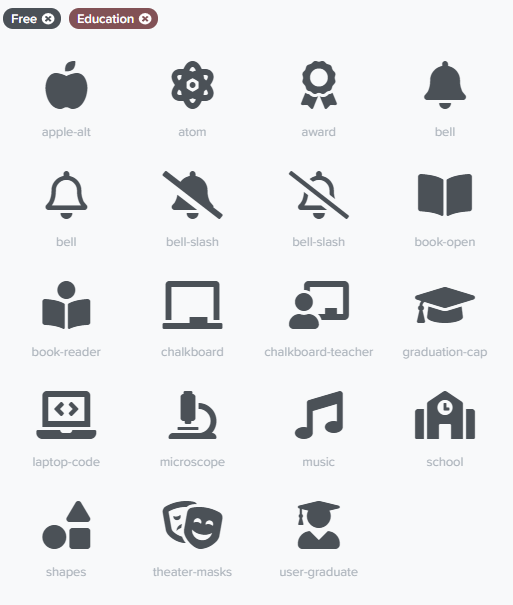 Free Education
apple-alt atom award bell
bell bell-slash bell-slash book-open
book-reader chalkboard chalkboard-teacher graduation-cap
laptop-code microscope music school
shapes theater-masks user-graduate